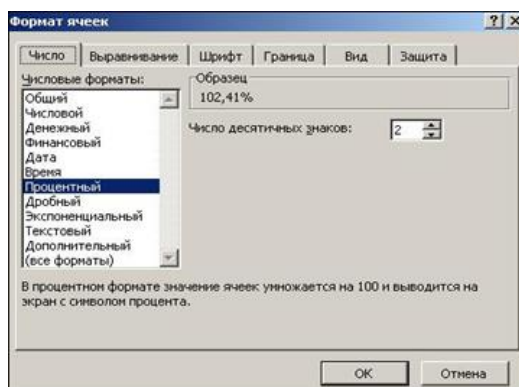 Формат ячеек
Число Выравнивание Шрифт Граница Вид Защита
Числовые форматы:
Общий
Числовой
Денежный
Финансовый
Дата
Время
Процентный
Дробный
Экспоненциальный
Текстовый
Дополнительный
(все форматы)
Образец
102,41%
Число десятичных знаков: 2
В процентном формате значение ячеек умножается на 100 и выводится на
экран с символом процента.
ОК Отмена